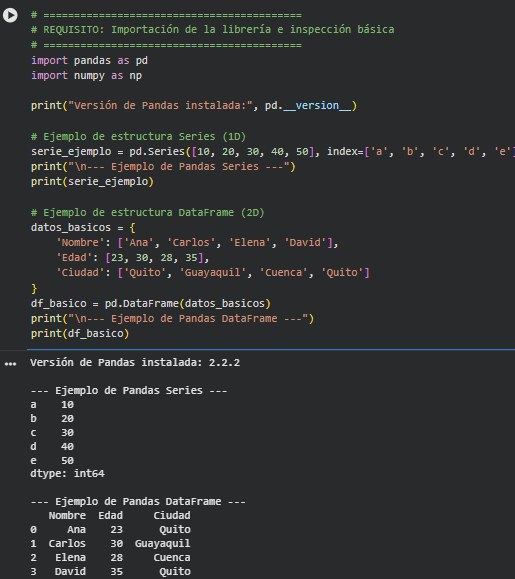 # ========================================
# REQUISITO: Importación de la librería e inspección básica
# ========================================
import pandas as pd
import numpy as np
print("Versión de Pandas instalada:", pd.__version__)
# Ejemplo de estructura Series (1D)
serie_ejemplo = pd.Series([10, 20, 30, 40, 50], index=['a', 'b', 'c', 'd', 'e']
print("\n--- Ejemplo de Pandas Series ---")
print(serie_ejemplo)
# Ejemplo de estructura DataFrame (2D)
datos_basicos = {
    'Nombre': ['Ana', 'Carlos', 'Elena', 'David'],
    'Edad': [23, 30, 28, 35],
    'Ciudad': ['Quito', 'Guayaquil', 'Cuenca', 'Quito']
}
df_basico = pd.DataFrame(datos_basicos)
print("\n--- Ejemplo de Pandas DataFrame ---")
print(df_basico)
Versión de Pandas instalada: 2.2.2
--- Ejemplo de Pandas Series ---
a    10
b    20
c    30
d    40
e    50
dtype: int64
--- Ejemplo de Pandas DataFrame ---
   Nombre  Edad     Ciudad
0     Ana    23      Quito
1  Carlos    30  Guayaquil
2   Elena    28     Cuenca
3   David    35      Quito